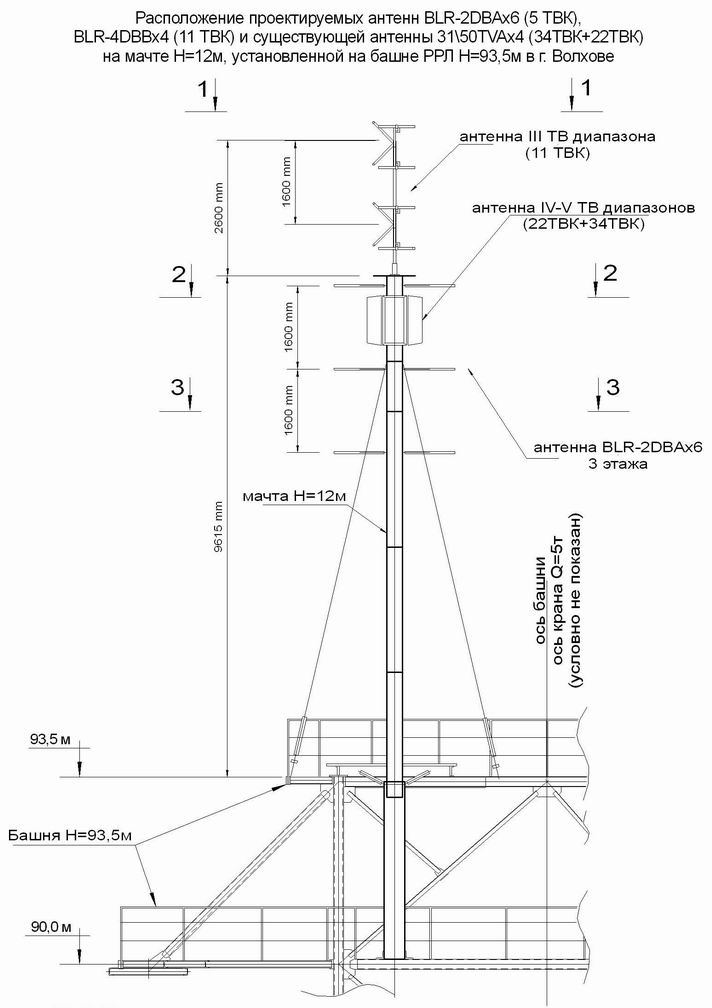 Расположение проектируемых антенн BLR-2DBAx6 (5 ТВК),
BLR-4DBBx4 (11 ТВК) и существующей антенны 31\50TVAx4 (34ТВК+22ТВК)
на мачте Н=12м, установленной на башне РРЛ Н=93,5м в г. Волхове
1
1
антенна III ТВ диапазона
(11 ТВК)
2600 mm
1600 mm
антенна IV-V ТВ диапазонов
(22ТВК+34ТВК)
2
2
1600 mm
3
3
1600 mm
антенна BLR-2DBAx6
3 этажа
мачта Н=12м
9615 mm
ось башни
ось крана Q=5т
(условно не показан)
93,5 м
Башня Н=93,5м
90,0 м